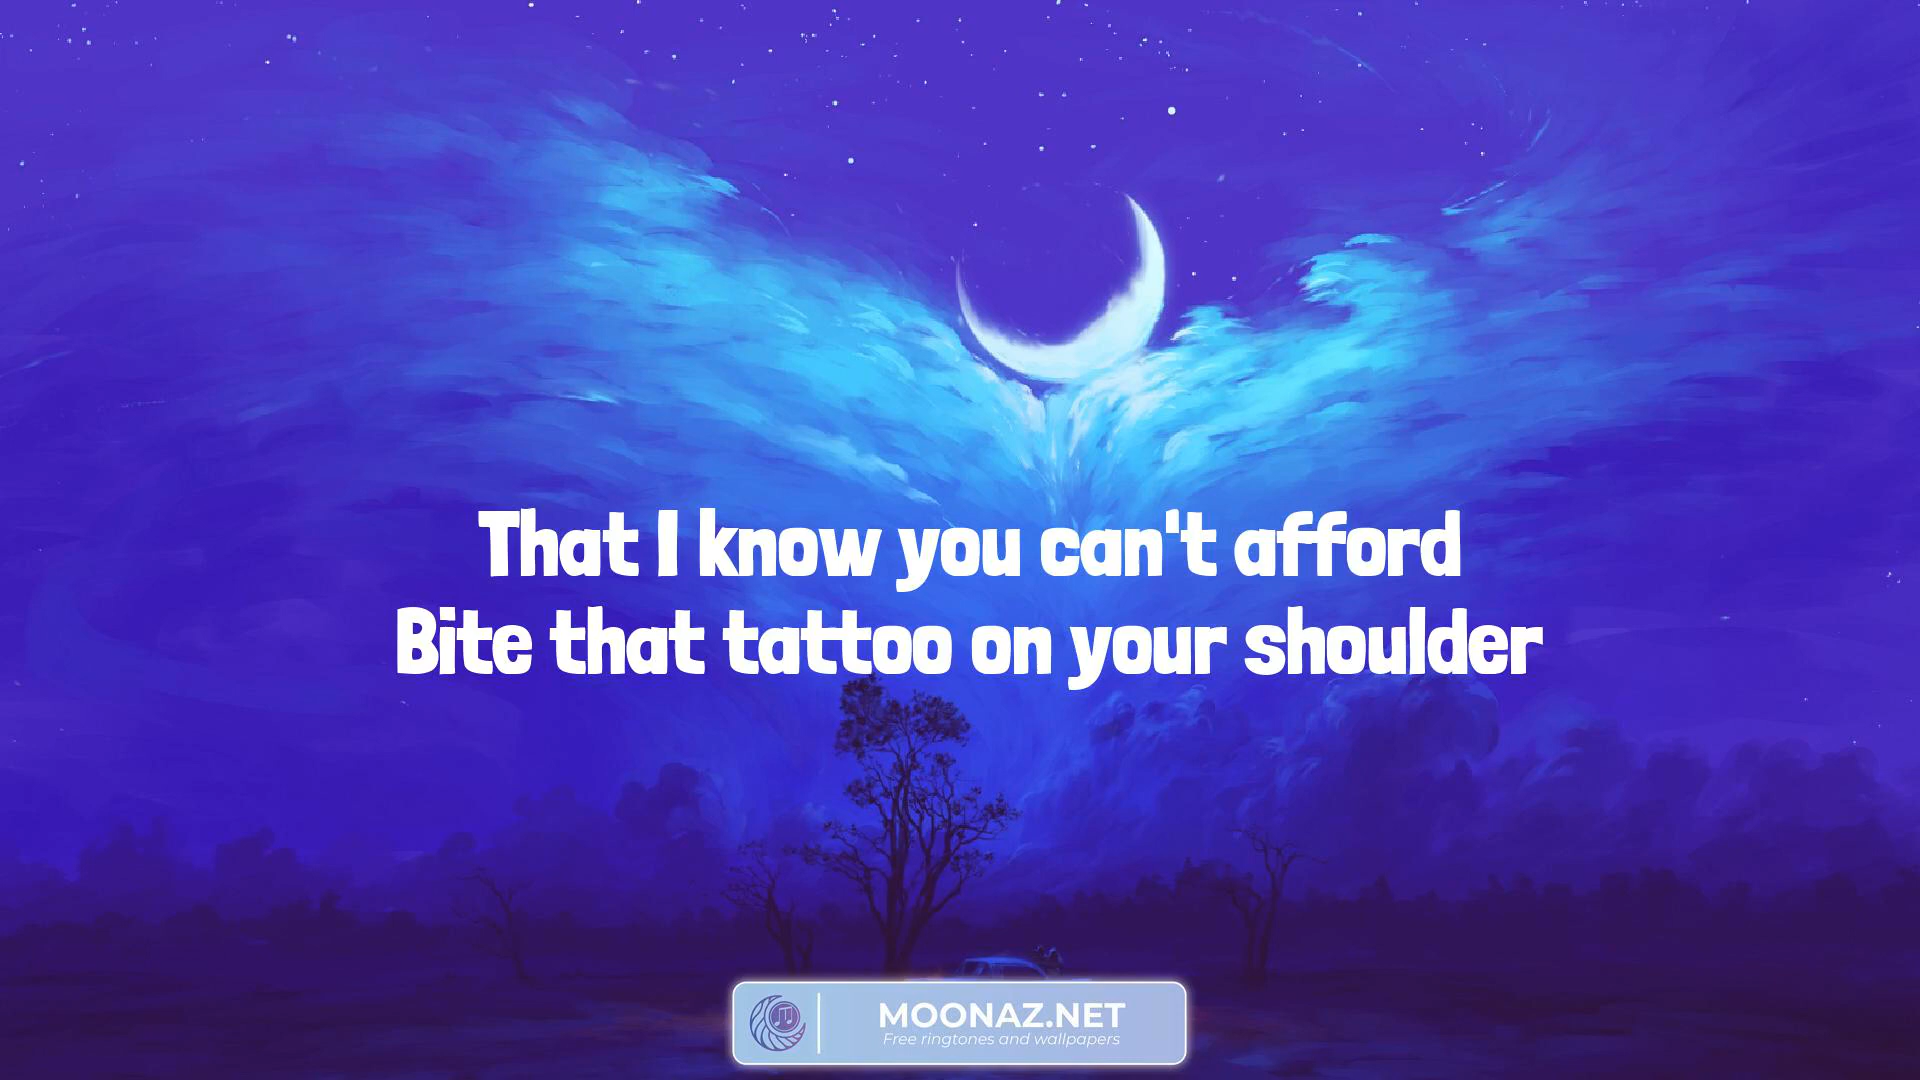 That I know you can't afford
Bite that tattoo on your shoulder
MOONAZ.NET
Free ringtones and wallpapers